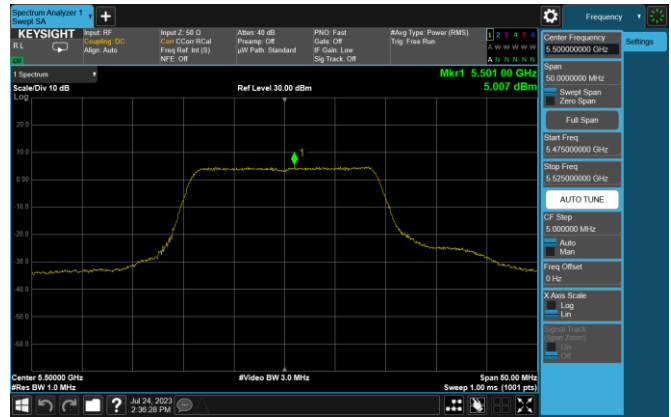 Spectrum Analyzer 1
Swept SA
Frequency
KEYSIGHT
Input: RF
Input Z: 50 Ω
Atten: 40 dB
PNO: Fast
#Avg Type: Power (RMS)
1 2 3 4 5 6
R L
Coupling: DC
Corr CCorr RCal
Preamp: Off
Gate: Off
Trig: Free Run
Align: Auto
Freq Ref: Int (S)
µW Path: Standard
IF Gain: Low
A W W W W W
NFE: Off
Sig Track: Off
A N N N N N
LW
1 Spectrum
Mkr1 5.501 00 GHz
Scale/Div 10 dB
Ref Level 30.00 dBm
5.007 dBm
Log
20.0
10.0
0.00
-10.0
-20.0
-30.0
-40.0
-50.0
-60.0
1
Center 5.50000 GHz
#Video BW 3.0 MHz
Span 50.00 MHz
#Res BW 1.0 MHz
Sweep 1.00 ms (1001 pts)
Jul 24, 2023
2:36:28 PM
Center Frequency
5.500000000 GHz
Settings
Span
50.0000000 MHz
Swept Span
Zero Span
Full Span
Start Freq
5.475000000 GHz
Stop Freq
5.525000000 GHz
AUTO TUNE
CF Step
5.000000 MHz
Auto
Man
Freq Offset
0 Hz
X Axis Scale
Log
Lin
Signal Track
(Span Zoom)
On
Off